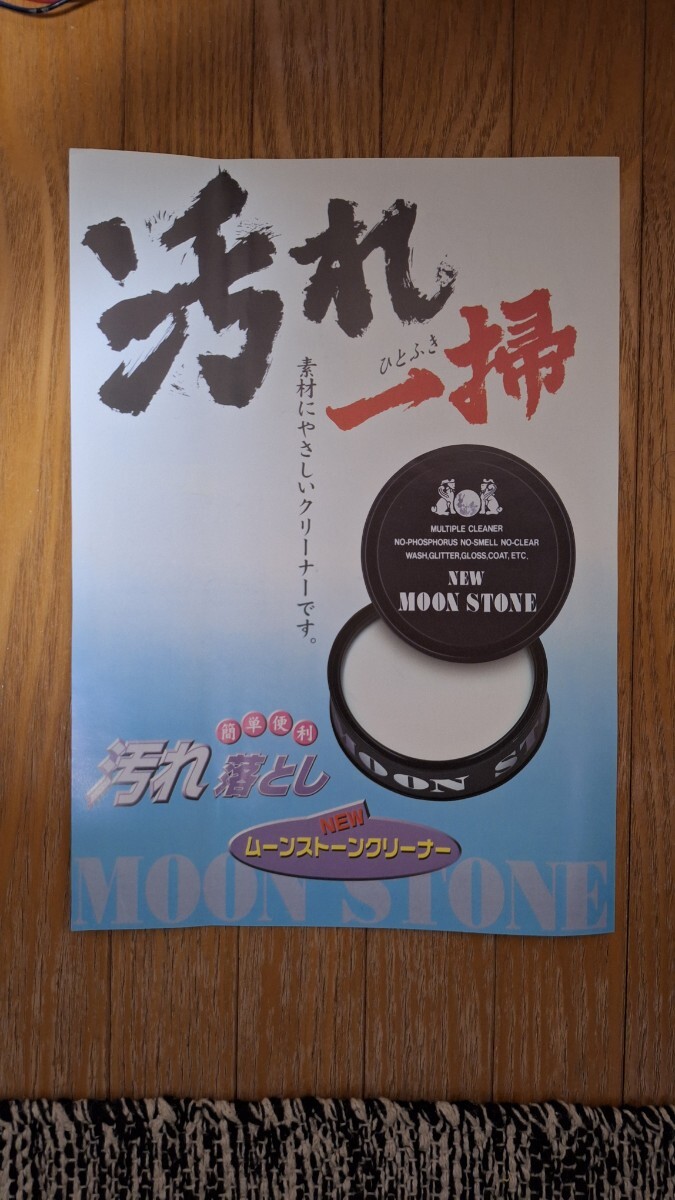 汚れ
ひとふき
一掃
素材にやさしいクリーナーです。
MULTIPLE CLEANER
NO-PHOSPHORUS NO-SMELL NO-CLEAR
WASH,GLITTER,GLOSS,COAT, ETC.
NEW
MOON STONE
MOON ST
簡単便利
汚れ落とし
NEW
ムーンストーンクリーナー
MOON STONE